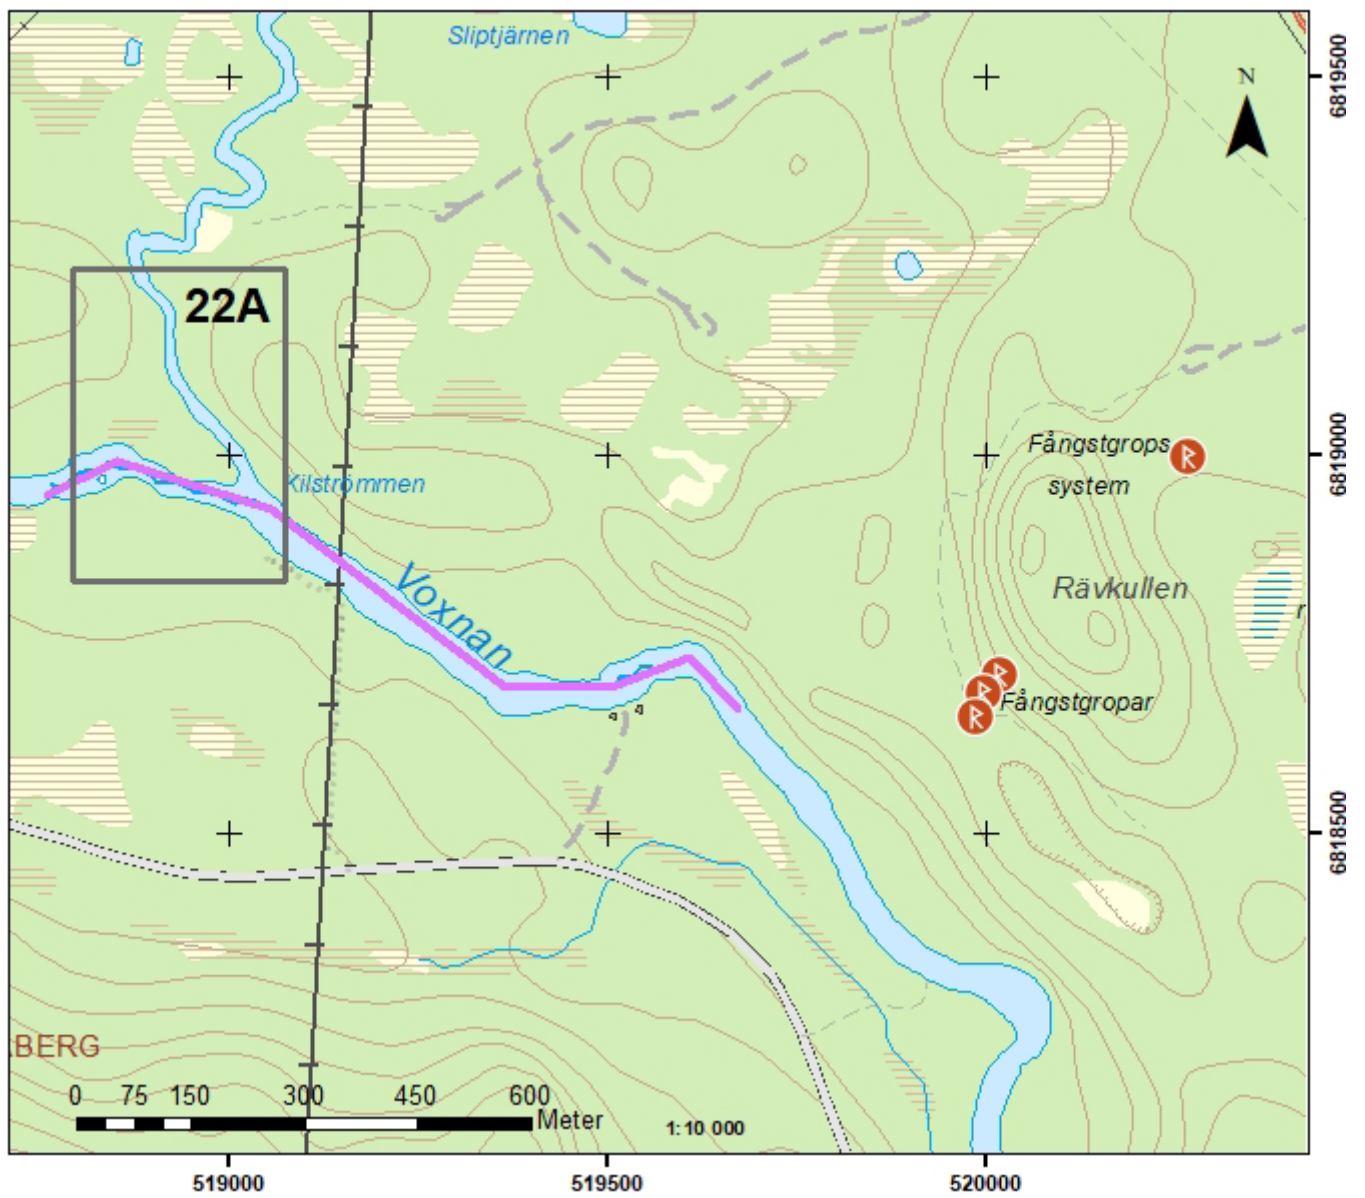 Sliptjärnen
6819500
N
22A
Fångstgrops
system
6819000
Kilströmmen
Voxnan
Rävkullen
r
Fångstgropar
6818500
BERG
0 75 150 300 450 600
Meter
1:10 000
519000 519500 520000